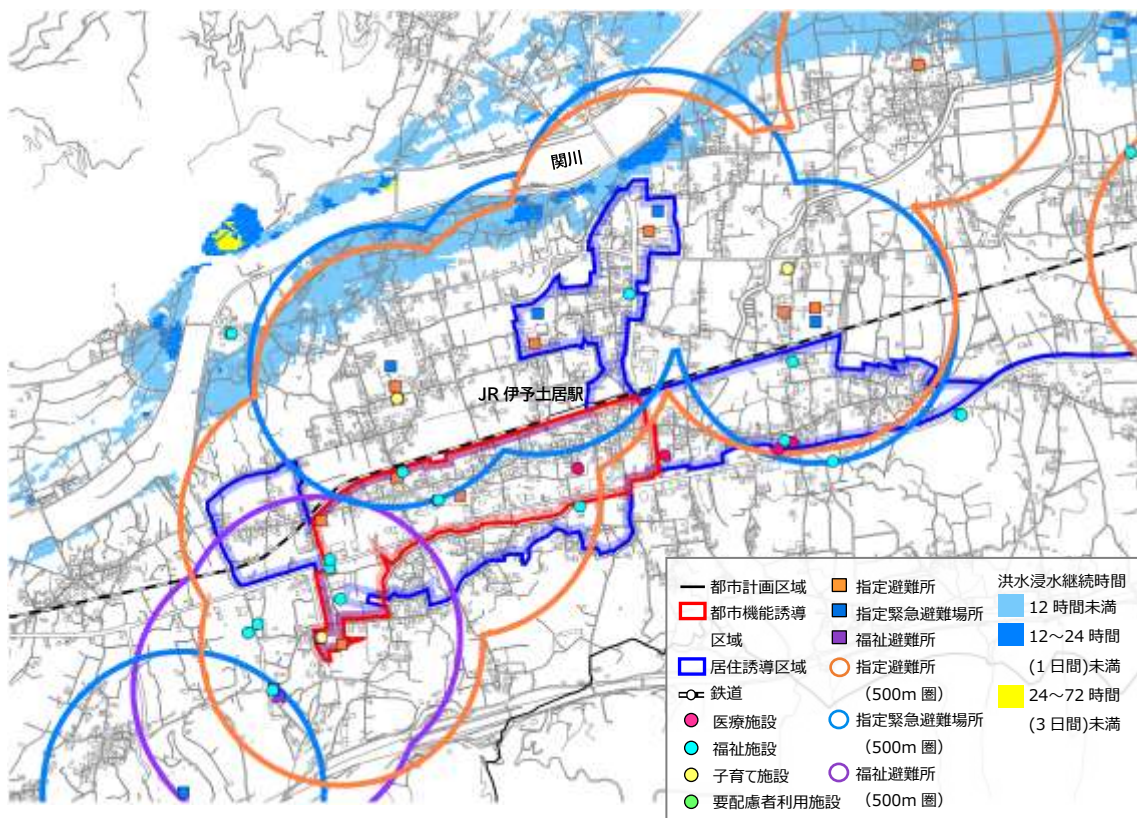 関川
JR 伊予土居駅
都市計画区域
都市機能誘導
区域
居住誘導区域
鉄道
医療施設
福祉施設
子育て施設
要配慮者利用施設
指定避難所
指定緊急避難場所
福祉避難所
指定避難所
（500m 圏）
指定緊急避難場所
（500m 圏）
福祉避難所
（500m 圏）
洪水浸水継続時間
12 時間未満
12～24 時間
(1 日間)未満
24～72 時間
(3 日間)未満